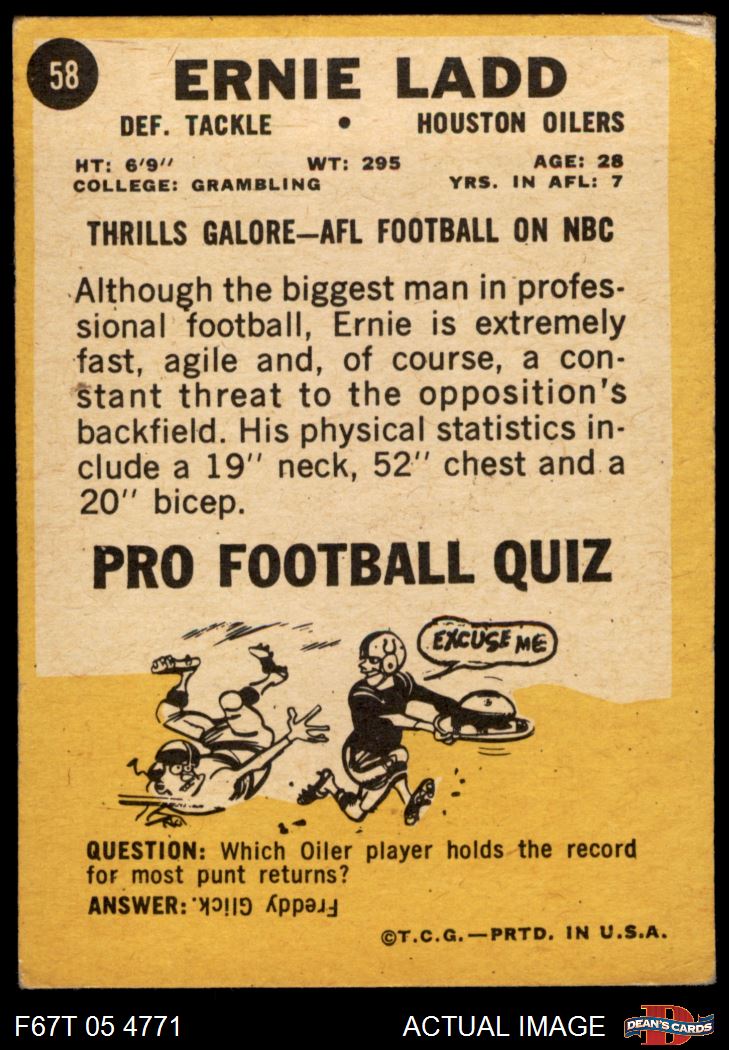 58
ERNIE LADD
DEF. TACKLE • HOUSTON OILERS
HT: 6'9" WT: 295 AGE: 28
COLLEGE: GRAMBLING YRS. IN AFL: 7
THRILLS GALORE—AFL FOOTBALL ON NBC
Although the biggest man in profes-
sional football, Ernie is extremely
fast, agile and, of course, a con-
stant threat to the opposition's
backfield. His physical statistics in-
clude a 19" neck, 52" chest and a
20" bicep.
PRO FOOTBALL QUIZ
EXCUSE ME
QUESTION: Which Oiler player holds the record
for most punt returns?
ANSWER: Freddy Glick.
©T.C.G.—PRTD. IN U.S.A.
F67T 05 4771 ACTUAL IMAGE D DEAN'S CARDS